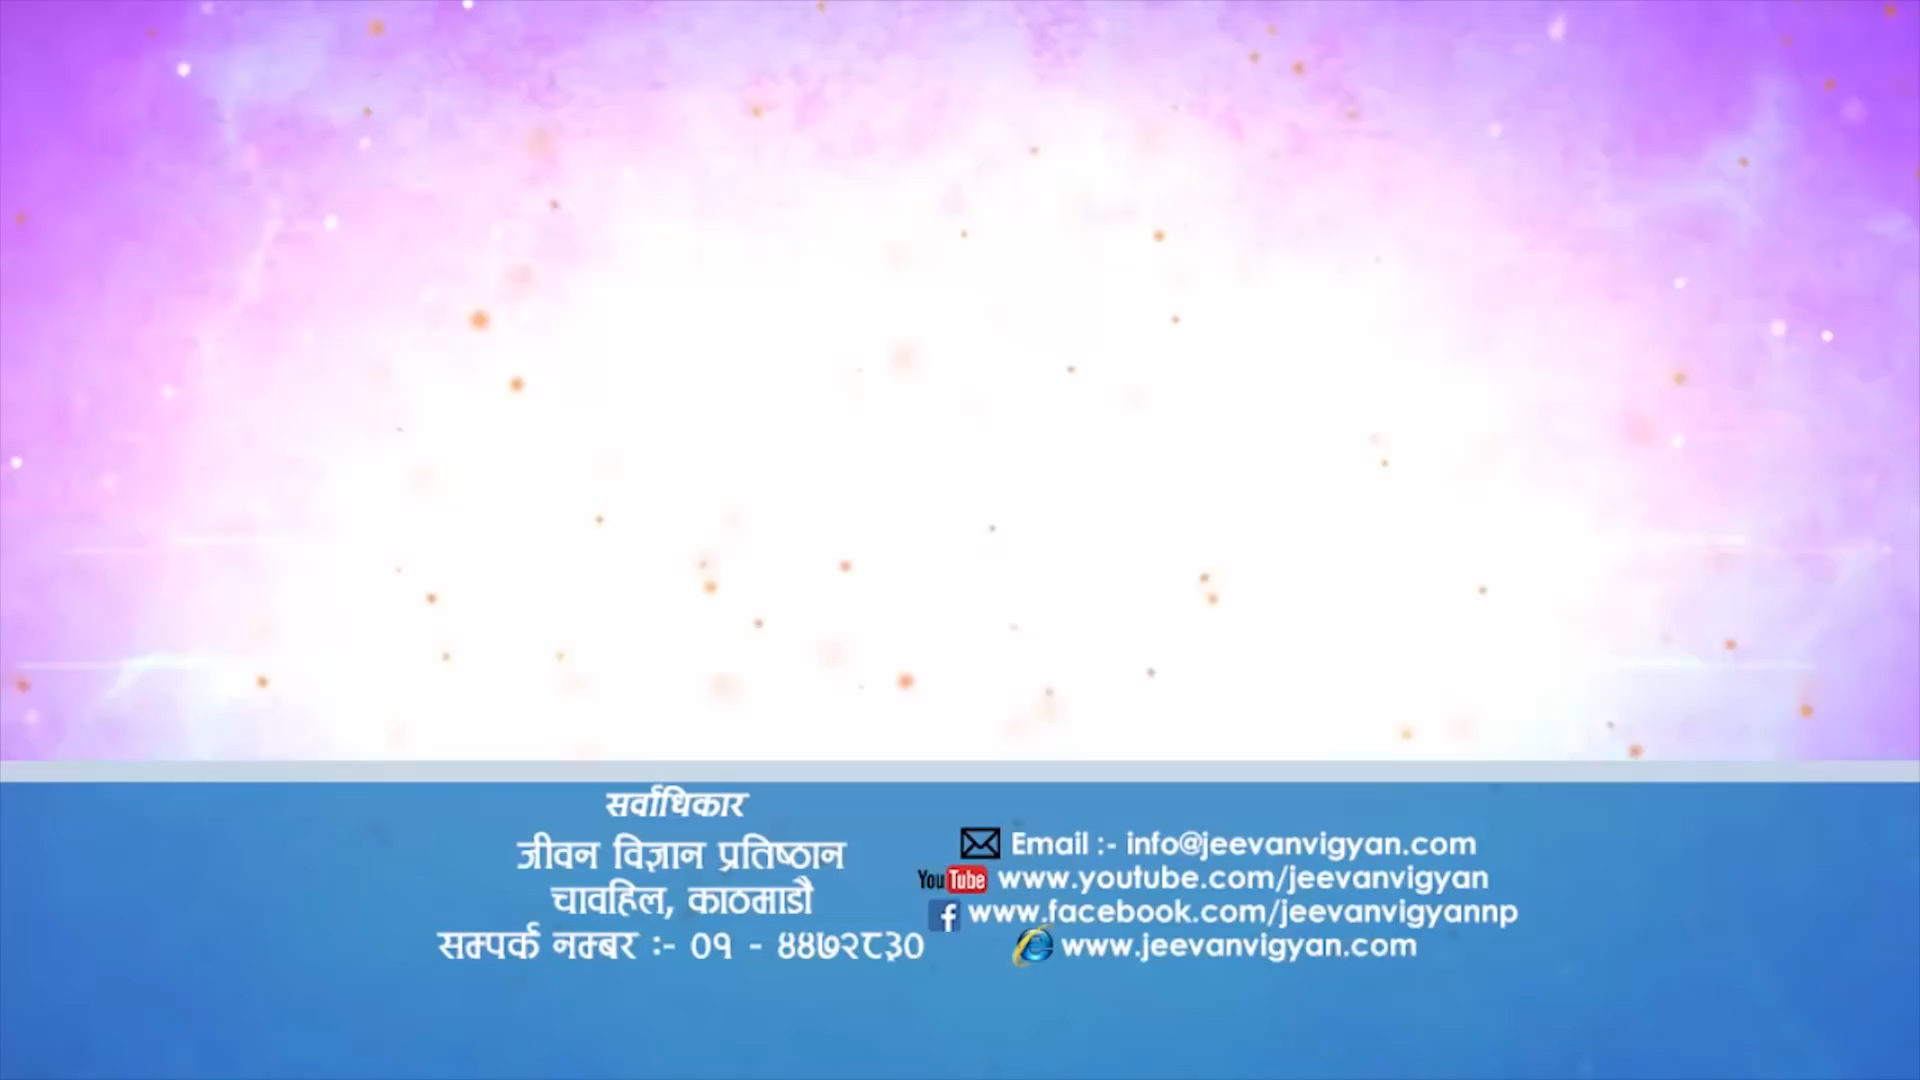 सर्वाधिकार
जीवन विज्ञान प्रतिष्ठान
चावहिल, काठमाडौ
सम्पर्क नम्बर :- ०१ - ४४७२८३०
Email :- info@jeevanvigyan.com
YouTube www.youtube.com/jeevanvigyan
f www.facebook.com/jeevanvigyannp
www.jeevanvigyan.com